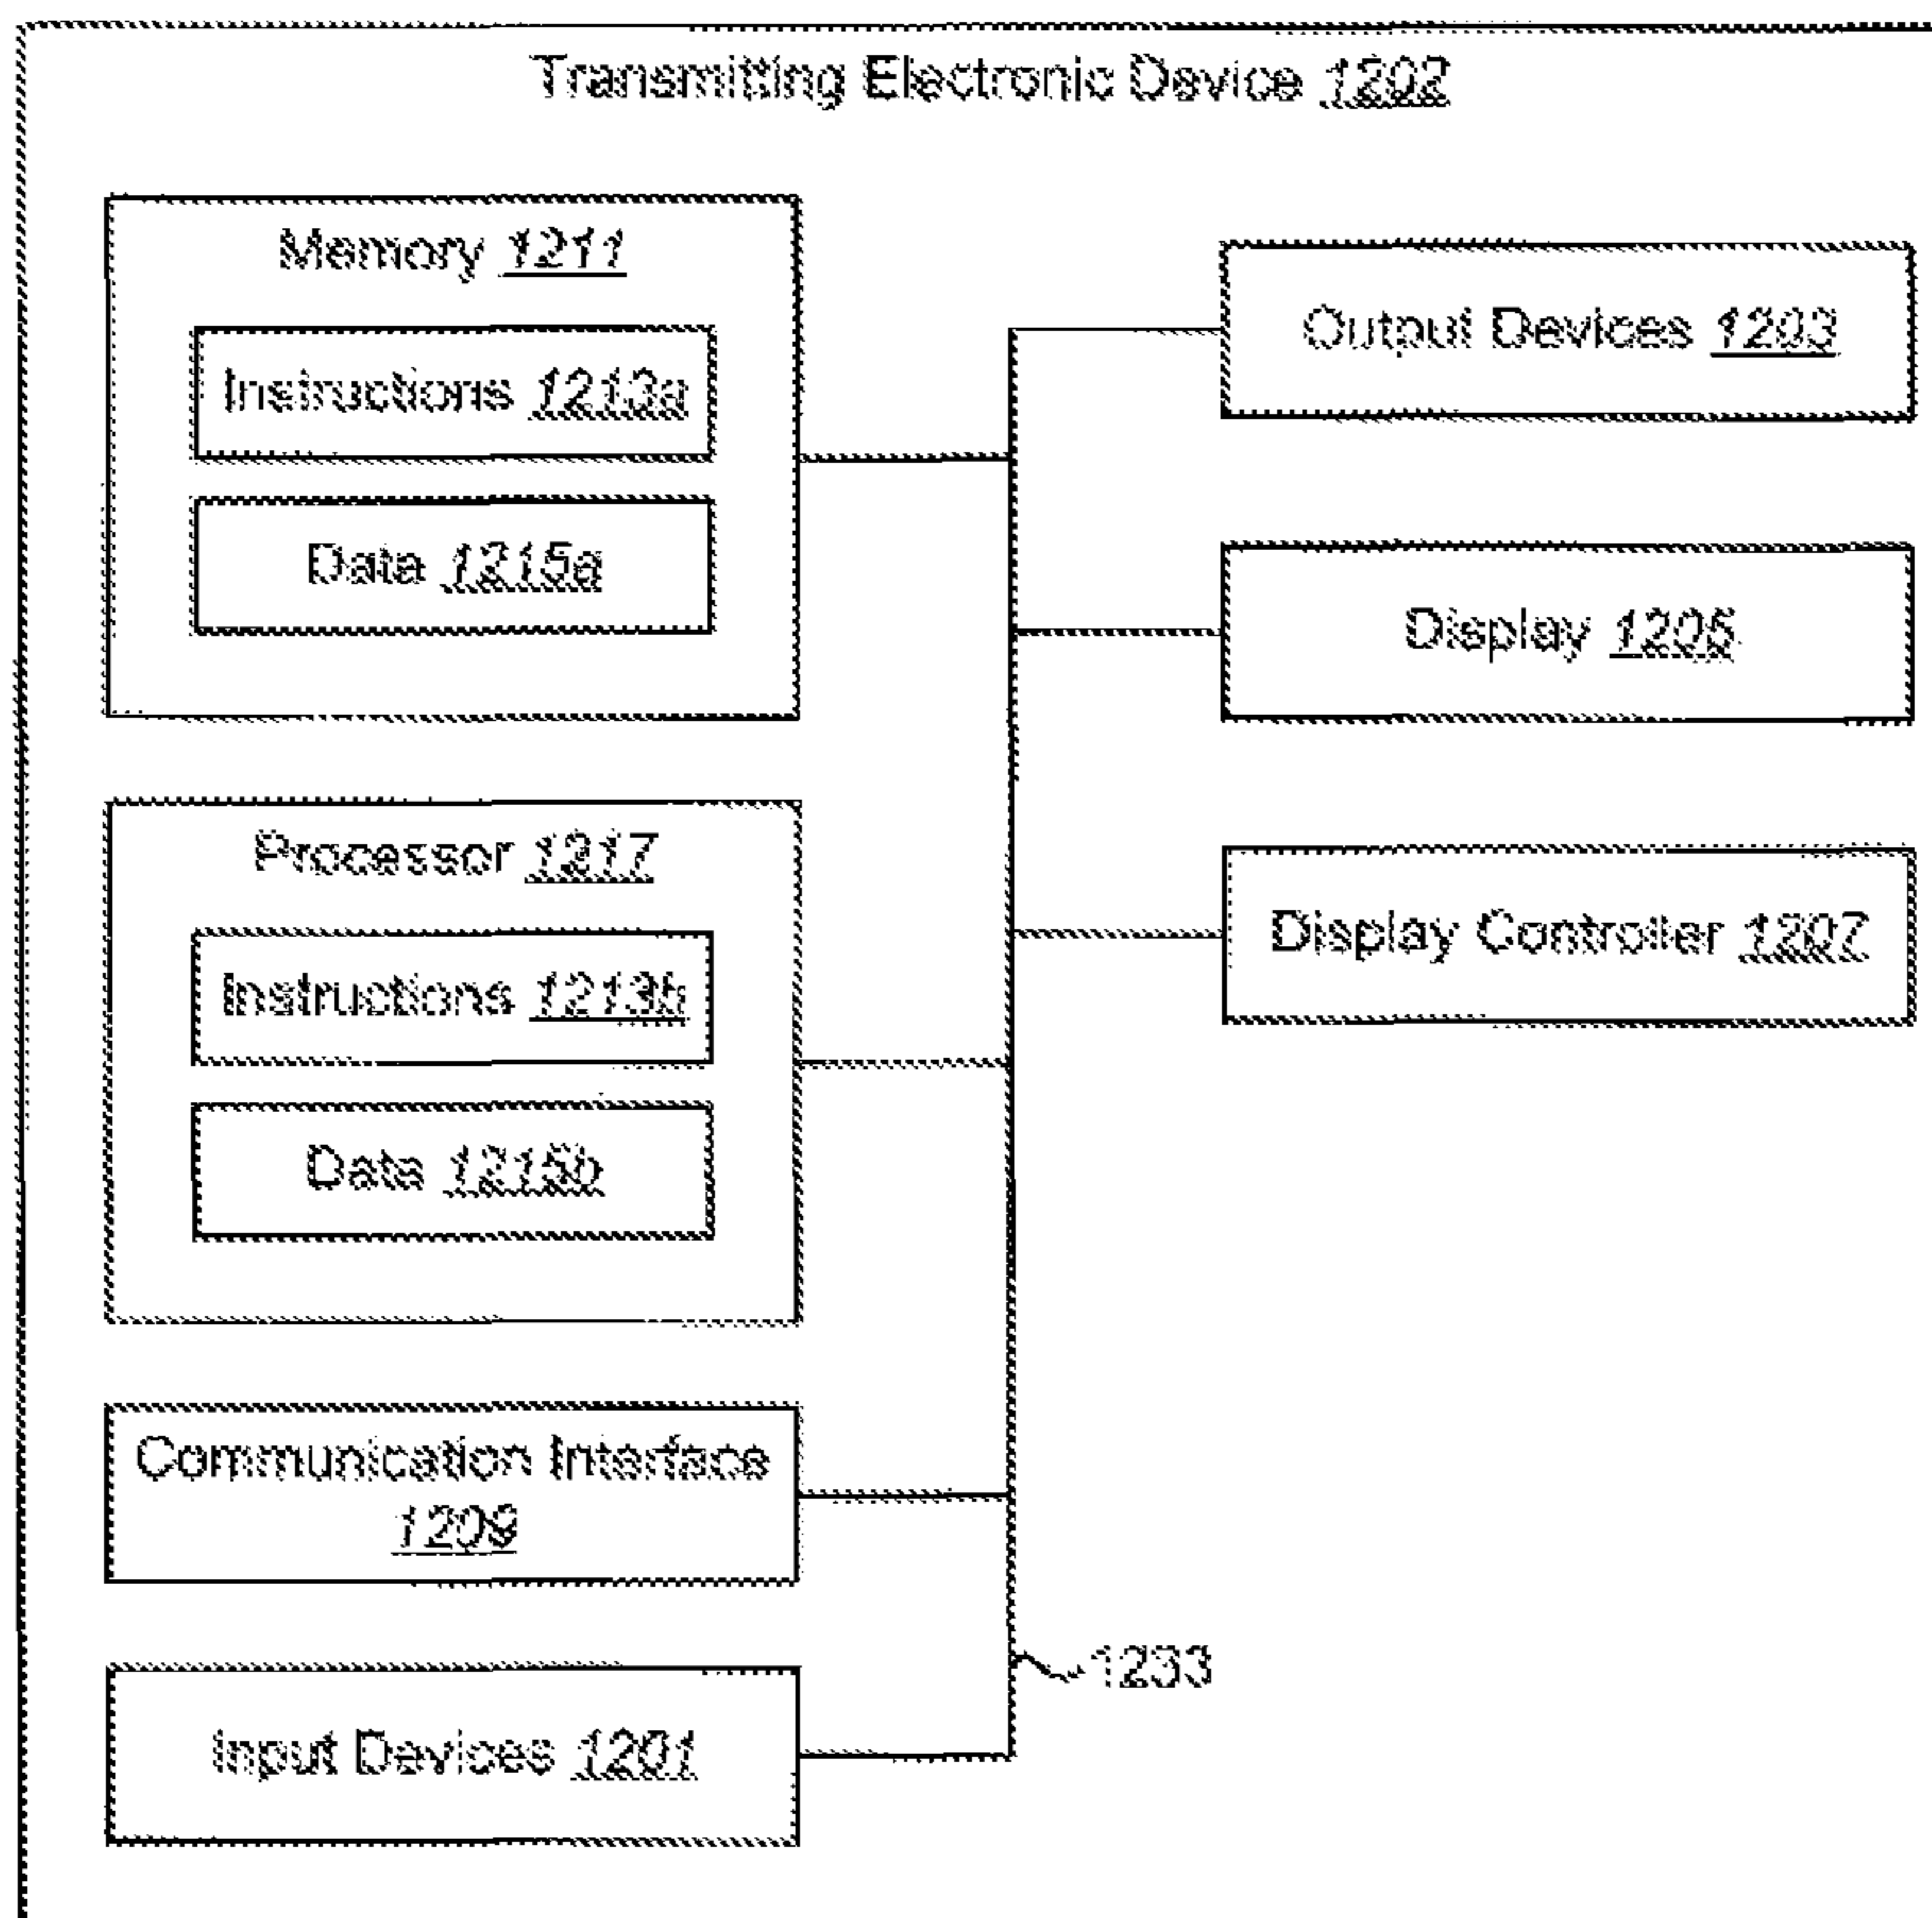 Transmitting Electronic Device 1202
Memory 1211
Instructions 1213a
Data 1215a
Processor 1217
Instructions 1213b
Data 1215b
Communication Interface
1209
Input Devices 1201
Output Devices 1203
Display 1205
Display Controller 1207
1233